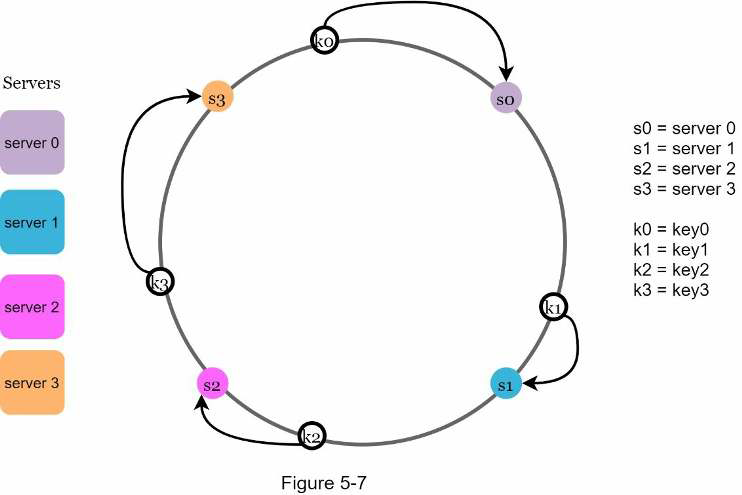 k0
s3
s0
Servers
server 0
server 1
server 2
server 3
s0 = server 0
s1 = server 1
s2 = server 2
s3 = server 3
k0 = key0
k1 = key1
k2 = key2
k3 = key3
k3
k1
s2
s1
k2
Figure 5-7